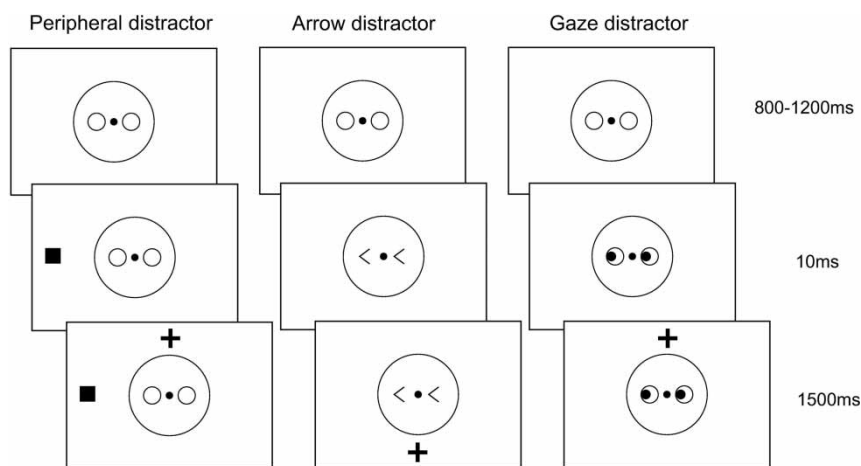 Peripheral distractor Arrow distractor Gaze distractor
800-1200ms
10ms
1500ms